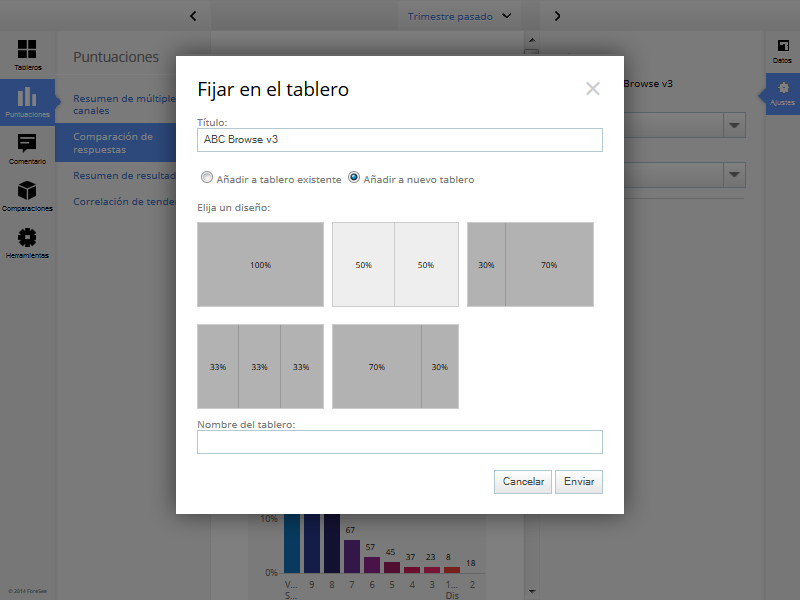 Trimestre pasado
Tableros
Puntuaciones
Comentario
Comparaciones
Herramientas
© 2014 ForeSee
Puntuaciones
Resumen de múltiple
canales
Comparación de
respuestas
Resumen de resultad
Correlación de tende
Fijar en el tablero
Título:
ABC Browse v3
Añadir a tablero existente
Añadir a nuevo tablero
Elija un diseño:
100%
50% 50%
30% 70%
33% 33% 33%
70% 30%
Nombre del tablero:
Cancelar Enviar
Browse v3
Datos
Ajustes
10%
0%
67
57
45
37
23
8
18
V... 9 8 7 6 5 4 3 1... 2
S... Dis